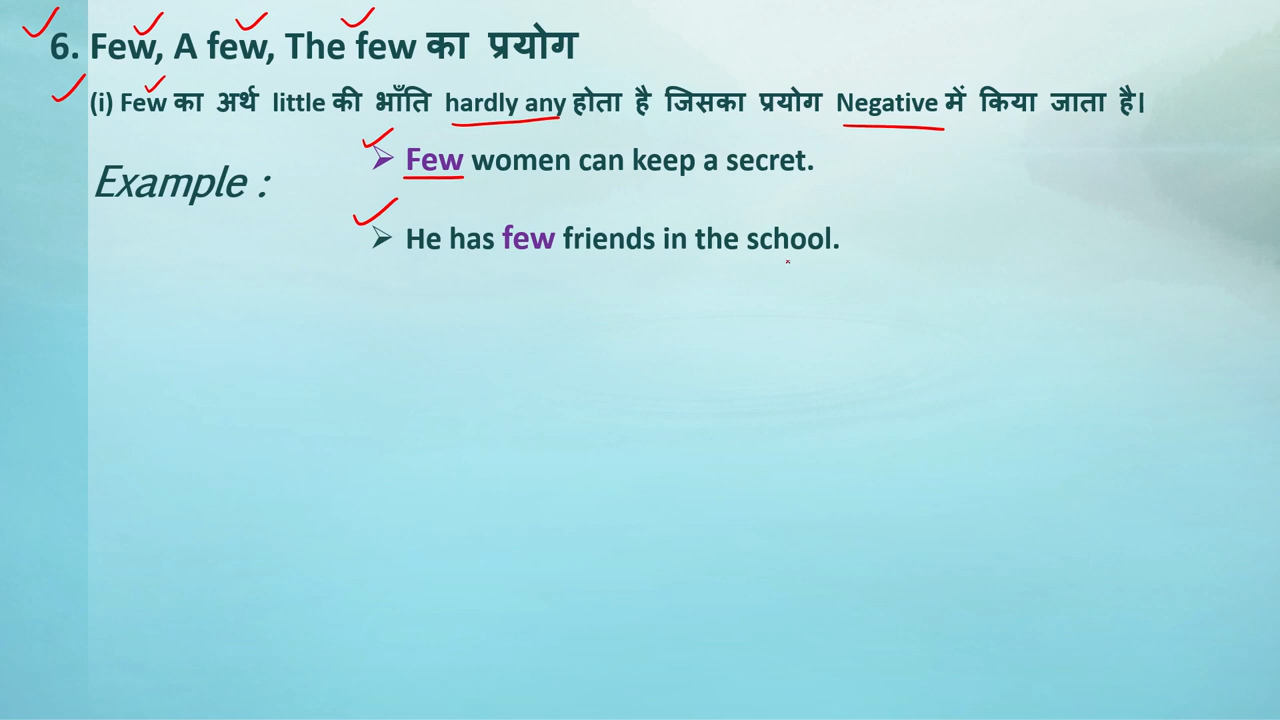 6. Few, A few, The few का प्रयोग
(i) Few का अर्थ little की भाँति hardly any होता है जिसका प्रयोग Negative में किया जाता है।
Few women can keep a secret.
Example :
He has few friends in the school.